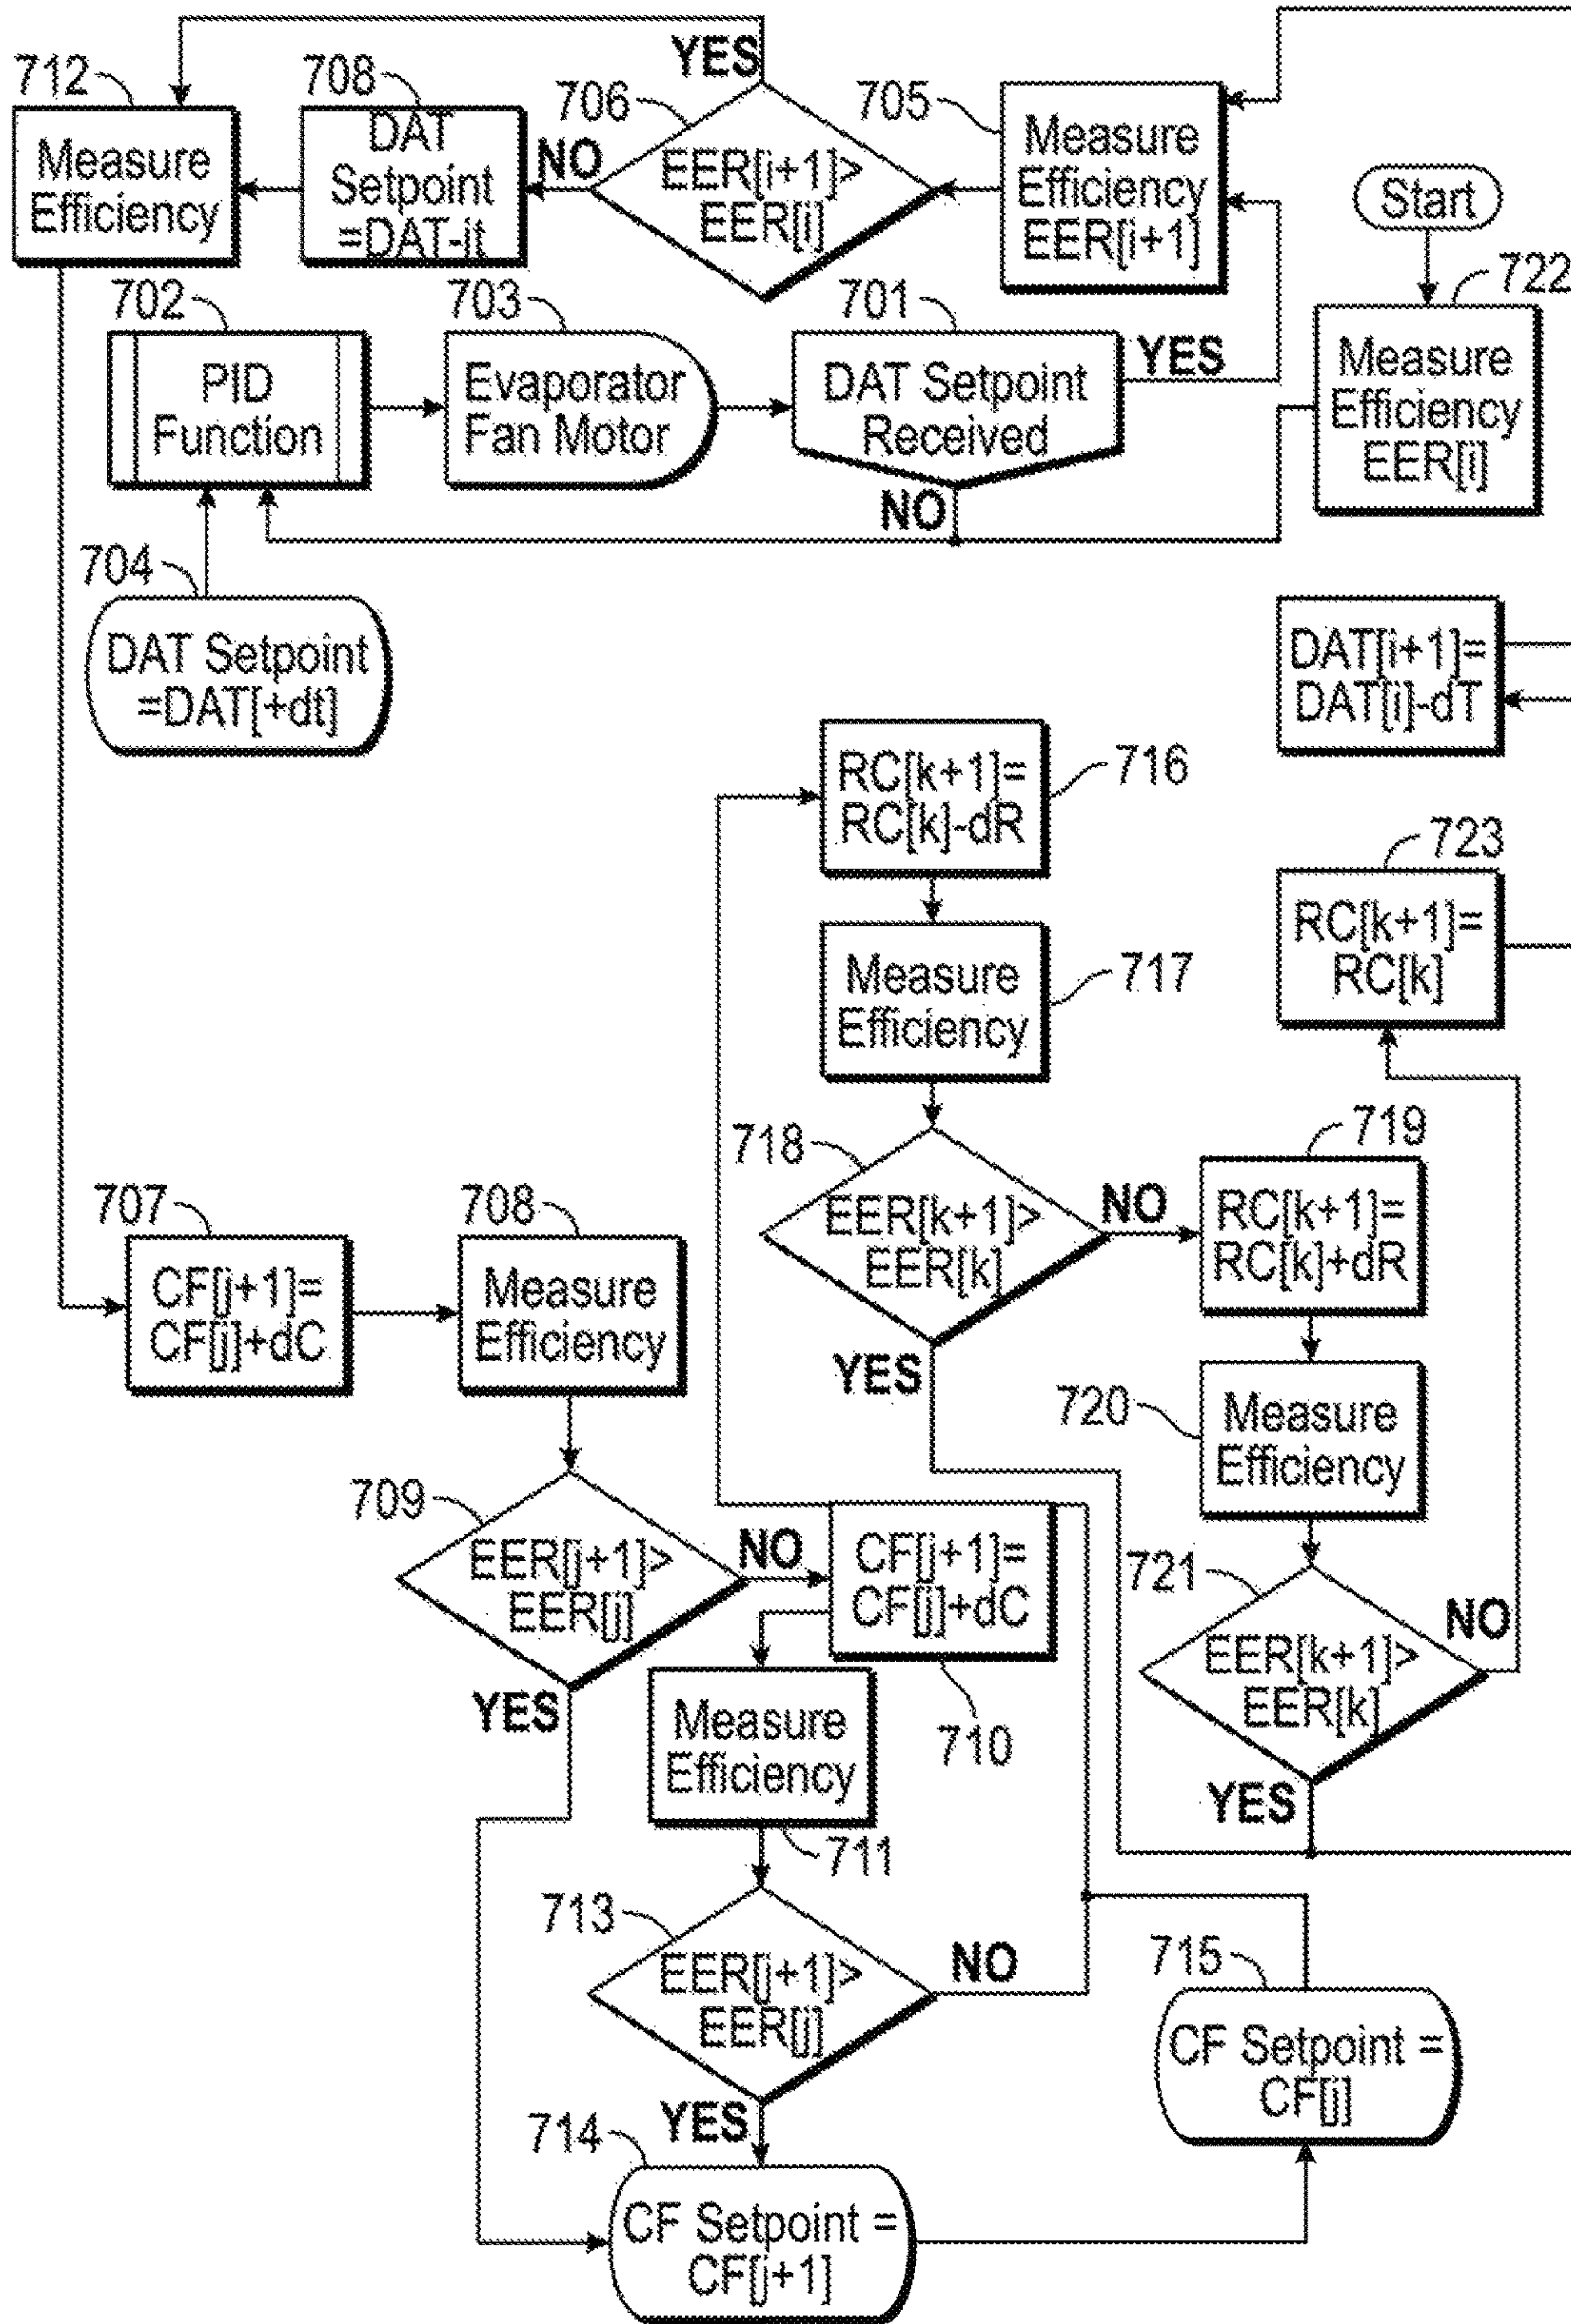 YES
712
708
706
705
Measure
Efficiency
DAT
Setpoint
=DAT-it
NO
EER[i+1]>
EER[i]
Measure
Efficiency
EER[i+1]
Start
722
702
703
701
YES
PID
Function
Evaporator
Fan Motor
DAT Setpoint
Received
Measure
Efficiency
EER[i]
NO
704
DAT Setpoint
=DAT[+dt]
DAT[i+1]=
DAT[i]-dT
RC[k+1]=
RC[k]-dR
716
723
RC[k+1]=
RC[k]
Measure
Efficiency
717
718
719
EER[k+1]>
EER[k]
NO
RC[k+1]=
RC[k]+dR
YES
707
708
CF[j+1]=
CF[j]+dC
Measure
Efficiency
720
Measure
Efficiency
709
EER[j+1]>
EER[j]
NO
CF[j+1]=
CF[j]+dC
710
721
EER[k+1]>
EER[k]
NO
YES
YES
Measure
Efficiency
711
713
EER[j+1]>
EER[j]
NO
YES
715
CF Setpoint =
CF[j]
714
CF Setpoint =
CF[j+1]